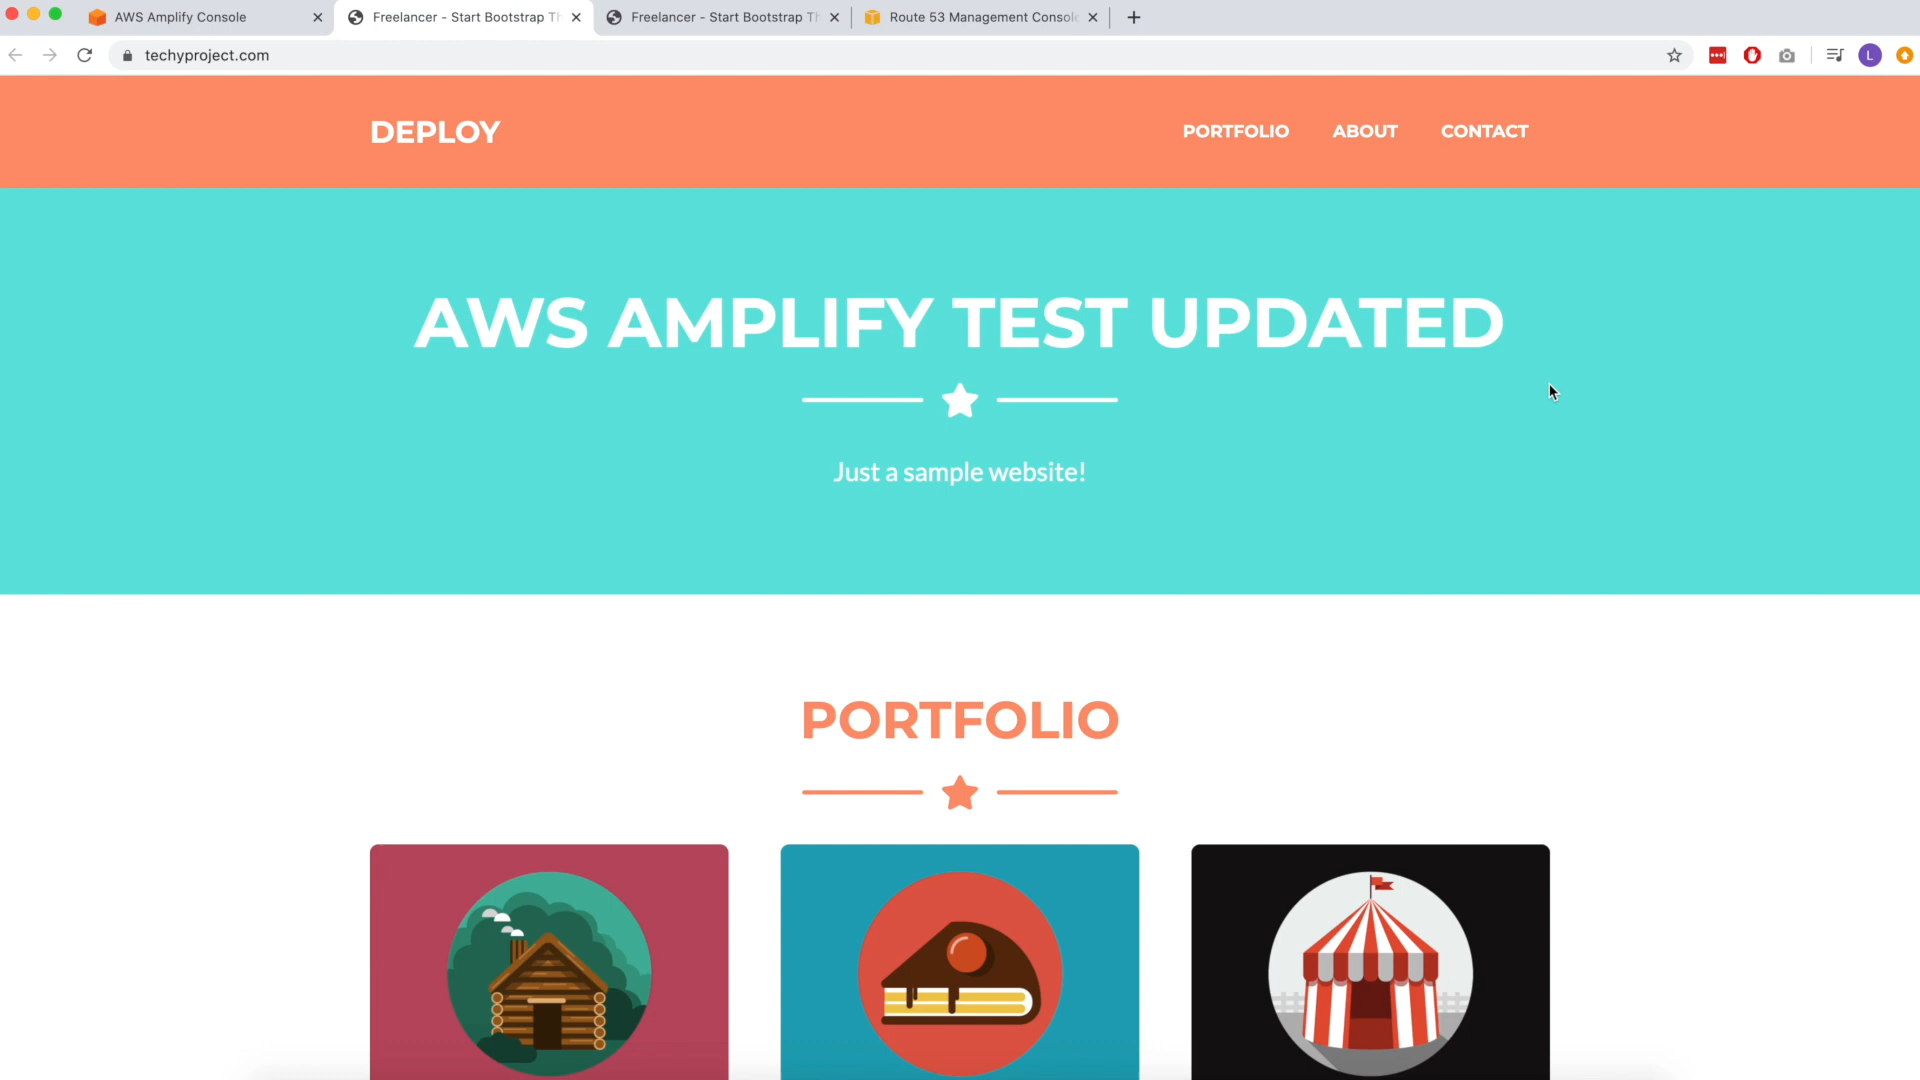 AWS Amplify Console
Freelancer - Start Bootstrap Th
Freelancer - Start Bootstrap Th
Route 53 Management Console
techyproject.com
L
DEPLOY
PORTFOLIO
ABOUT
CONTACT
AWS AMPLIFY TEST UPDATED
Just a sample website!
PORTFOLIO